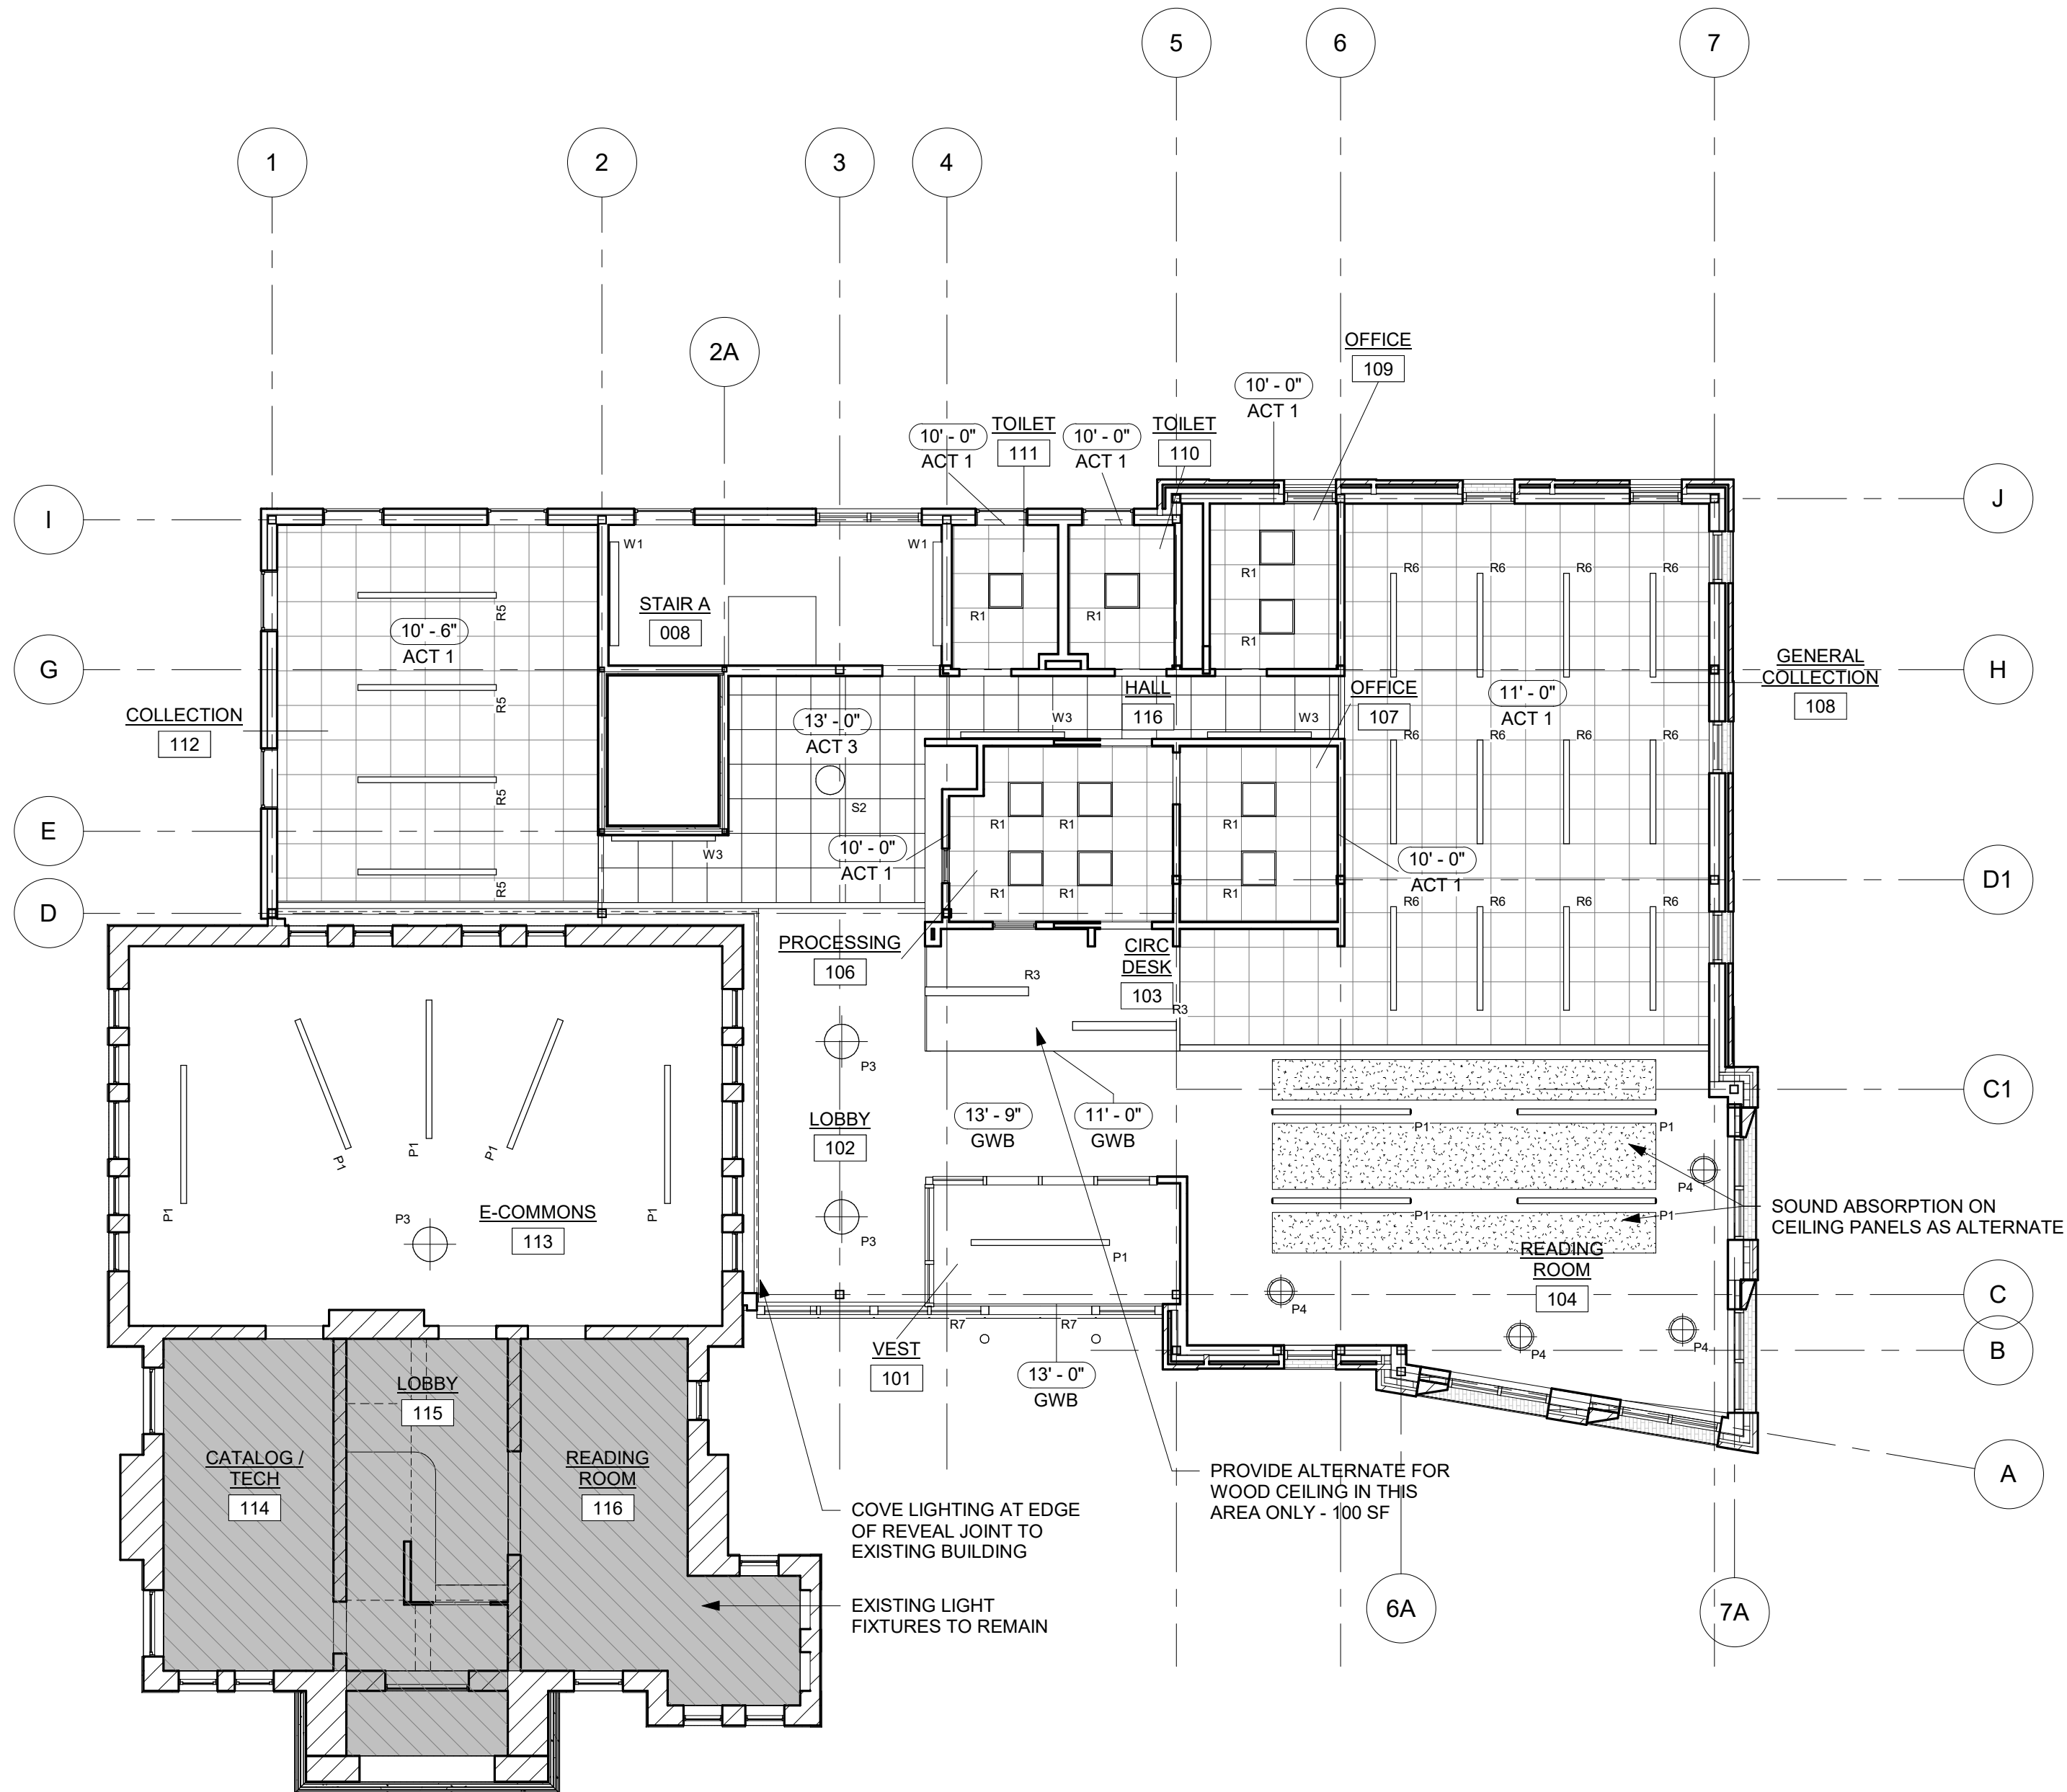 5
6
7
1
2
3
4
2A
OFFICE
109
10' - 0"
ACT 1
TOILET
111
10' - 0"
ACT 1
TOILET
110
10' - 0"
ACT 1
I
J
W1
W1
STAIR A
008
R1
R1
R1
R1
R6
R6
R6
R6
R5
10' - 6"
ACT 1
G
H
GENERAL
COLLECTION
108
COLLECTION
112
R5
13' - 0"
ACT 3
HALL
116
W3
W3
OFFICE
107
11' - 0"
ACT 1
R6
R6
R6
R6
R5
S2
R1
R1
R1
E
W3
10' - 0"
ACT 1
10' - 0"
ACT 1
R5
R1
R1
R1
R6
R6
R6
R6
D1
D
PROCESSING
106
CIRC
DESK
103
R3
R3
P3
C1
LOBBY
102
13' - 9"
GWB
11' - 0"
GWB
P1
P1
P1
P1
P1
P1
P1
P4
P1
P1
SOUND ABSORPTION ON
CEILING PANELS AS ALTERNATE
E-COMMONS
113
P3
P3
P1
READING
ROOM
104
P4
P4
P4
C
B
R7
R7
VEST
101
13' - 0"
GWB
LOBBY
115
CATALOG /
TECH
114
READING
ROOM
116
A
PROVIDE ALTERNATE FOR
WOOD CEILING IN THIS
AREA ONLY - 100 SF
COVE LIGHTING AT EDGE
OF REVEAL JOINT TO
EXISTING BUILDING
EXISTING LIGHT
FIXTURES TO REMAIN
6A
7A